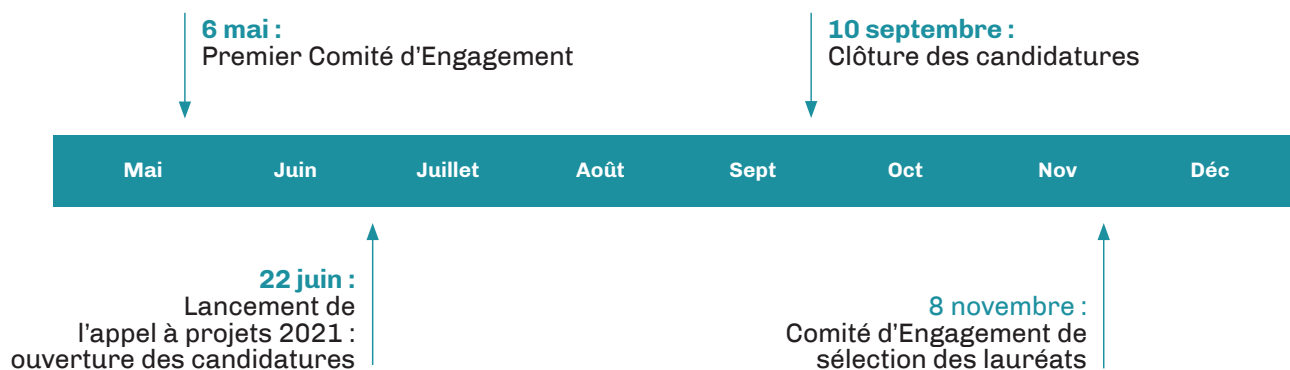 6 mai :
Premier Comité d’Engagement
10 septembre :
Clôture des candidatures
Mai Juin Juillet Août Sept Oct Nov Déc
22 juin :
Lancement de
l’appel à projets 2021 :
ouverture des candidatures
8 novembre :
Comité d’Engagement de
sélection des lauréats